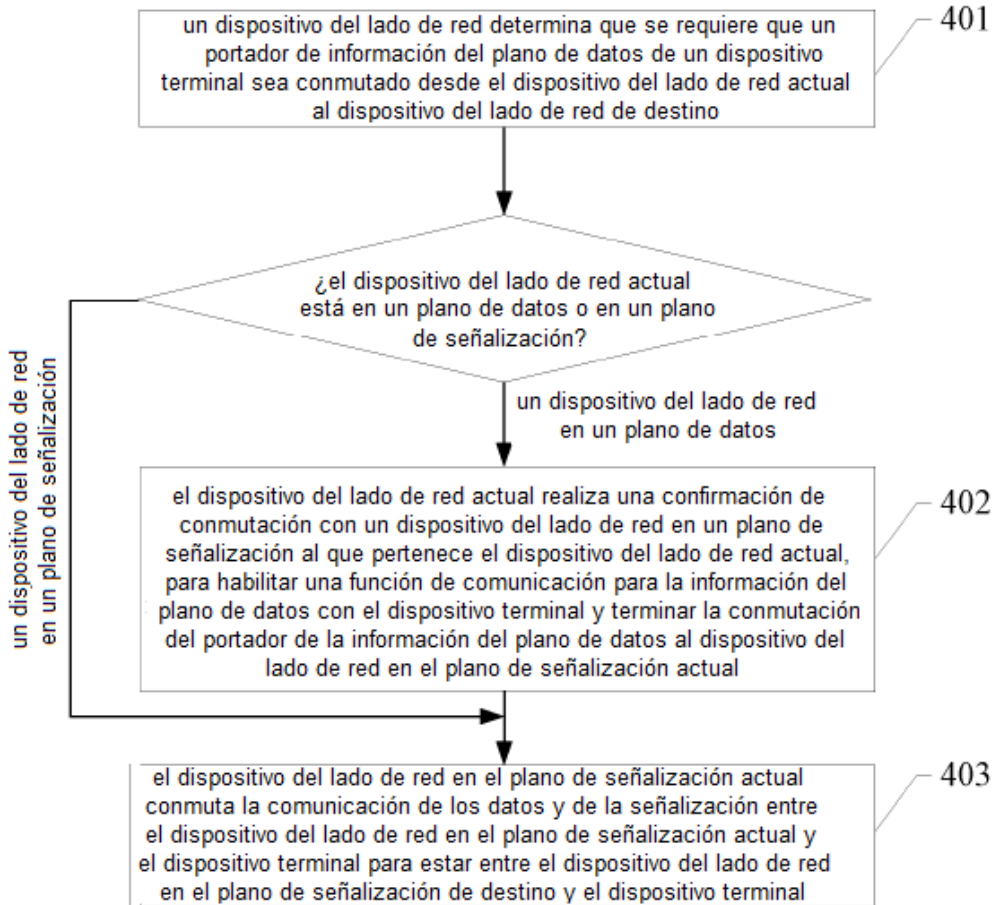 un dispositivo del lado de red determina que se requiere que un
portador de información del plano de datos de un dispositivo
terminal sea conmutado desde el dispositivo del lado de red actual
al dispositivo del lado de red de destino
401
¿el dispositivo del lado de red actual
está en un plano de datos o en un plano
de señalización?
un dispositivo del lado de red
en un plano de señalización
un dispositivo del lado de red
en un plano de datos
el dispositivo del lado de red actual realiza una confirmación de
conmutación con un dispositivo del lado de red en un plano de
señalización al que pertenece el dispositivo del lado de red actual,
para habilitar una función de comunicación para la información del
plano de datos con el dispositivo terminal y terminar la conmutación
del portador de la información del plano de datos al dispositivo del
lado de red en el plano de señalización actual
402
el dispositivo del lado de red en el plano de señalización actual
conmuta la comunicación de los datos y de la señalización entre
el dispositivo del lado de red en el plano de señalización actual y
el dispositivo terminal para estar entre el dispositivo del lado de red
en el plano de señalización de destino y el dispositivo terminal
403